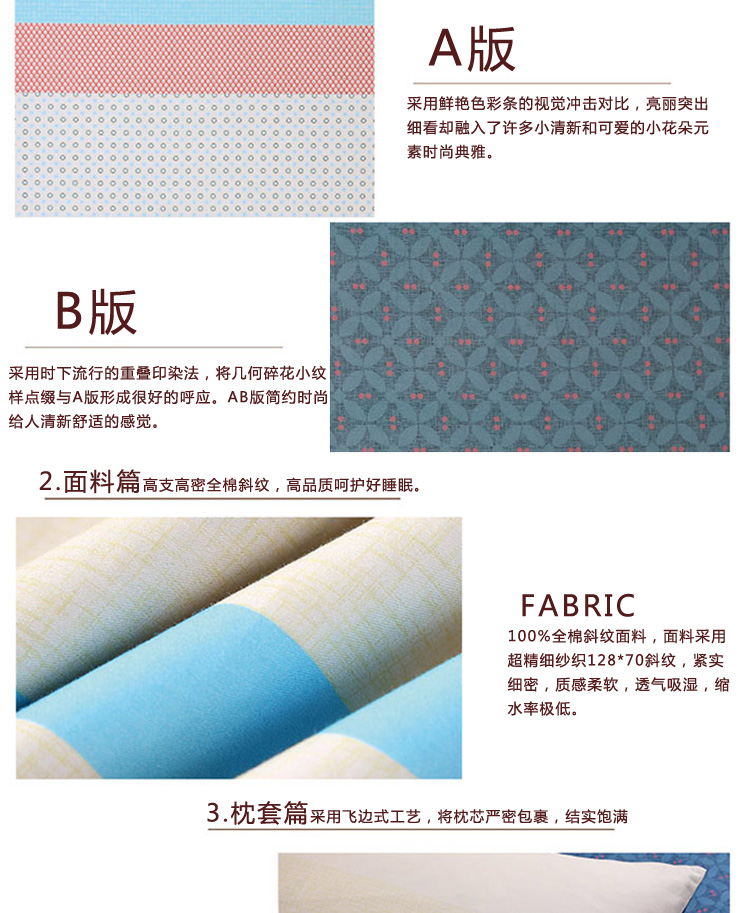 A版
采用鲜艳色彩条的视觉冲击对比，亮丽突出
细看却融入了许多小清新和可爱的小花朵元
素时尚典雅。
B版
采用时下流行的重叠印染法，将几何碎花小纹
样点缀与A版形成很好的呼应。AB版简约时尚
给人清新舒适的感觉。
2.面料篇高支高密全棉斜纹，高品质呵护好睡眠。
FABRIC
100%全棉斜纹面料，面料采用
超精细纱织128*70斜纹，紧实
细密，质感柔软，透气吸湿，缩
水率极低。
3.枕套篇采用飞边式工艺，将枕芯严密包裹，结实饱满